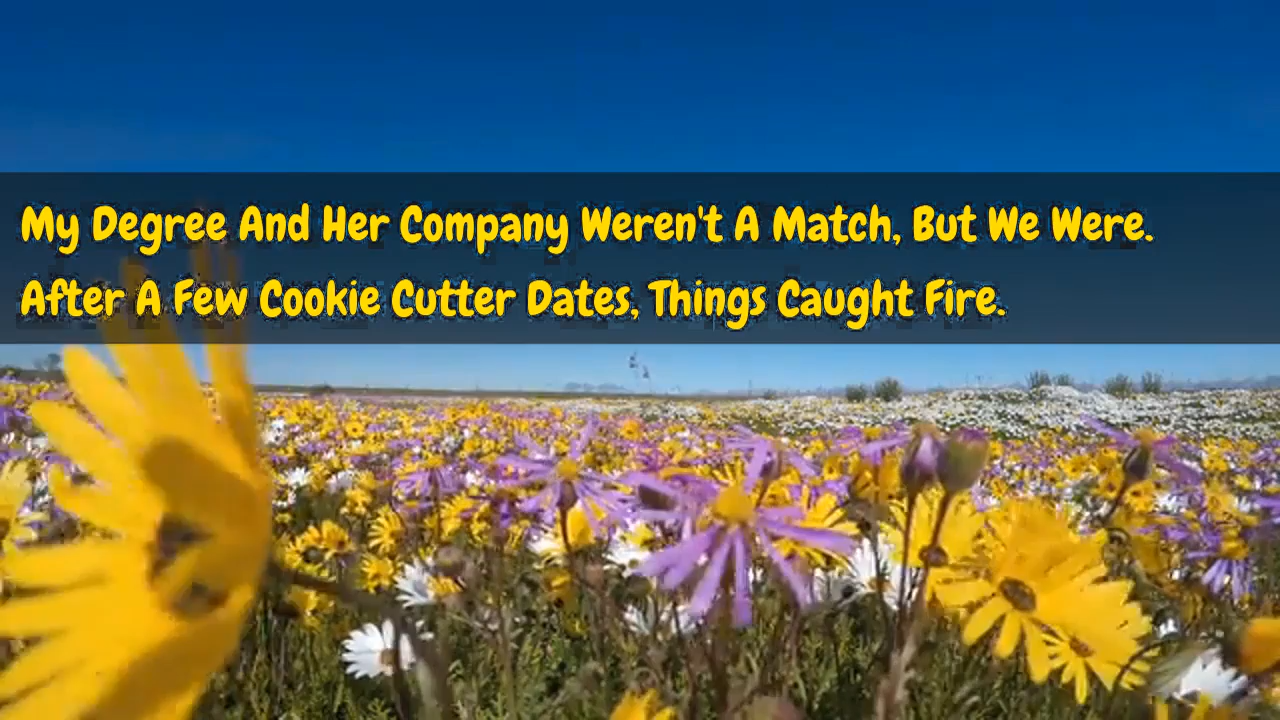 My Degree And Her Company Weren't A Match, But We Were.
After A Few Cookie Cutter Dates, Things Caught Fire.